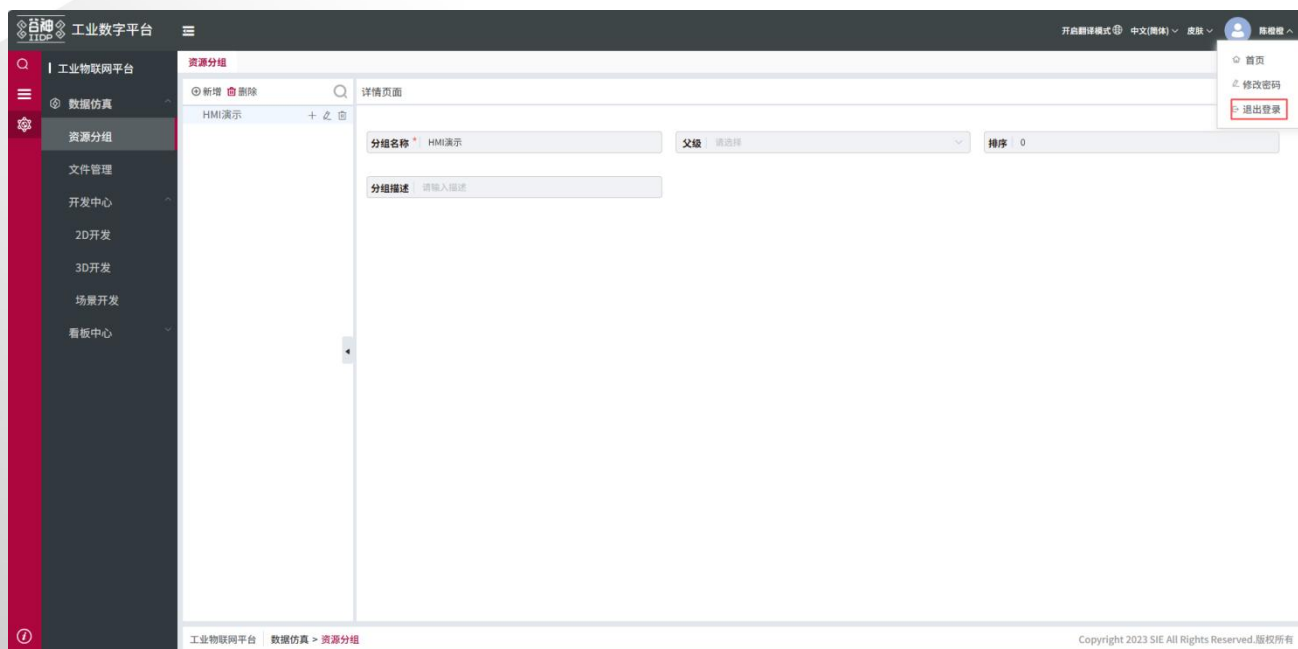 谷神 IIDP 工业数字平台
开启翻译模式 中文(简体) 皮肤 陈橙橙
首页
修改密码
退出登录
工业物联网平台
数据仿真
资源分组
文件管理
开发中心
2D开发
3D开发
场景开发
看板中心
资源分组
新增 删除
HMI演示
详情页面
分组名称 * HMI演示
父级 请选择
排序 0
分组描述 请输入描述
工业物联网平台 数据仿真 > 资源分组
Copyright 2023 SIE All Rights Reserved.版权所有